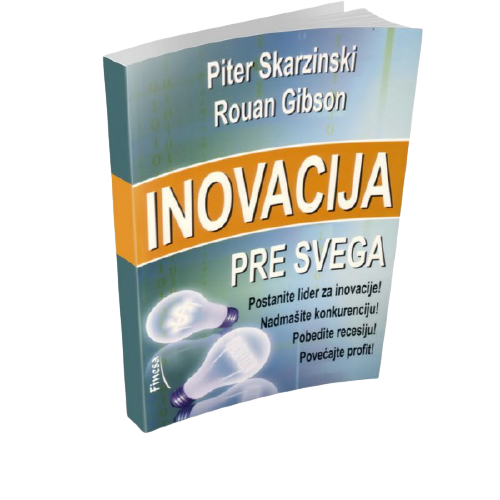 Piter Skarzinski
Rouan Gibson
INOVACIJA
PRE SVEGA
Postanite lider za inovacije!
Nadmašite konkurenciju!
Pobedite recesiju!
Povećajte profit!
Finesa